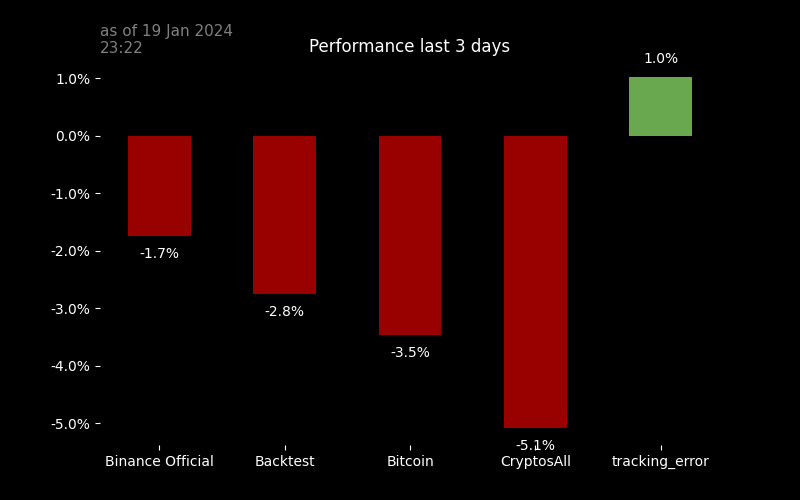 as of 19 Jan 2024
23:22
Performance last 3 days
1.0%
1.0%
0.0%
-1.0%
-2.0%
-3.0%
-4.0%
-5.0%
-1.7%
-2.8%
-3.5%
-5.1%
Binance Official
Backtest
Bitcoin
CryptosAll
tracking_error